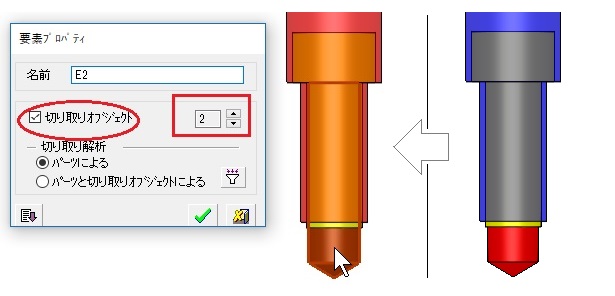 要素ﾌﾟﾛﾊﾟﾃｨ
名前 E2
切り取りオブジェクト 2
切り取り解析
パーツによる
パーツと切り取りオブジェクトによる